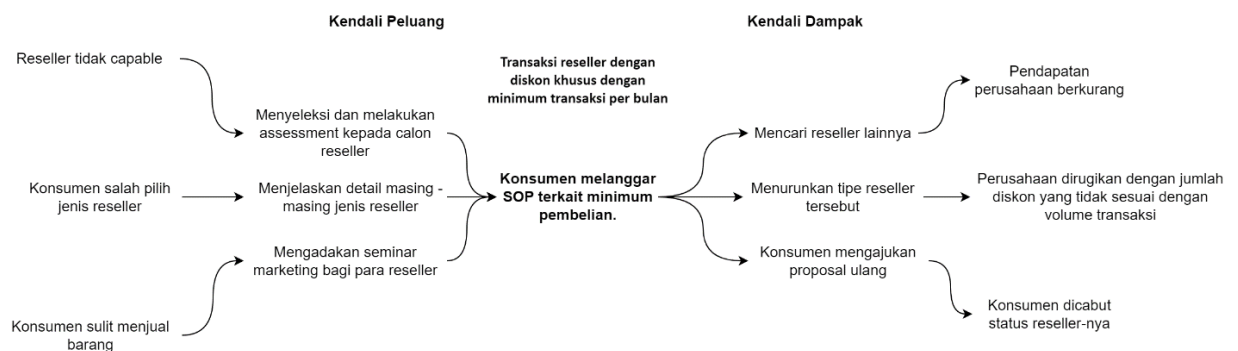 Kendali Peluang
Kendali Dampak
Reseller tidak capable
Transaksi reseller dengan
diskon khusus dengan
minimum transaksi per bulan
Pendapatan
perusahaan berkurang
Menyeleksi dan melakukan
assessment kepada calon
reseller
Mencari reseller lainnya
Konsumen salah pilih
jenis reseller
Menjelaskan detail masing -
masing jenis reseller
Konsumen melanggar
SOP terkait minimum
pembelian.
Menurunkan tipe reseller
tersebut
Perusahaan dirugikan dengan jumlah
diskon yang tidak sesuai dengan
volume transaksi
Mengadakan seminar
marketing bagi para reseller
Konsumen mengajukan
proposal ulang
Konsumen sulit menjual
barang
Konsumen dicabut
status reseller-nya